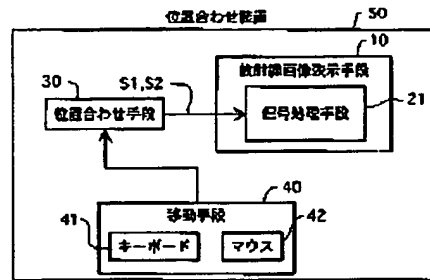 位置合わせ装置
50
10
放射線画像表示手段
30
S1,S2
位置合わせ手段
信号処理手段
21
40
移動手段
41
42
キーボード
マウス